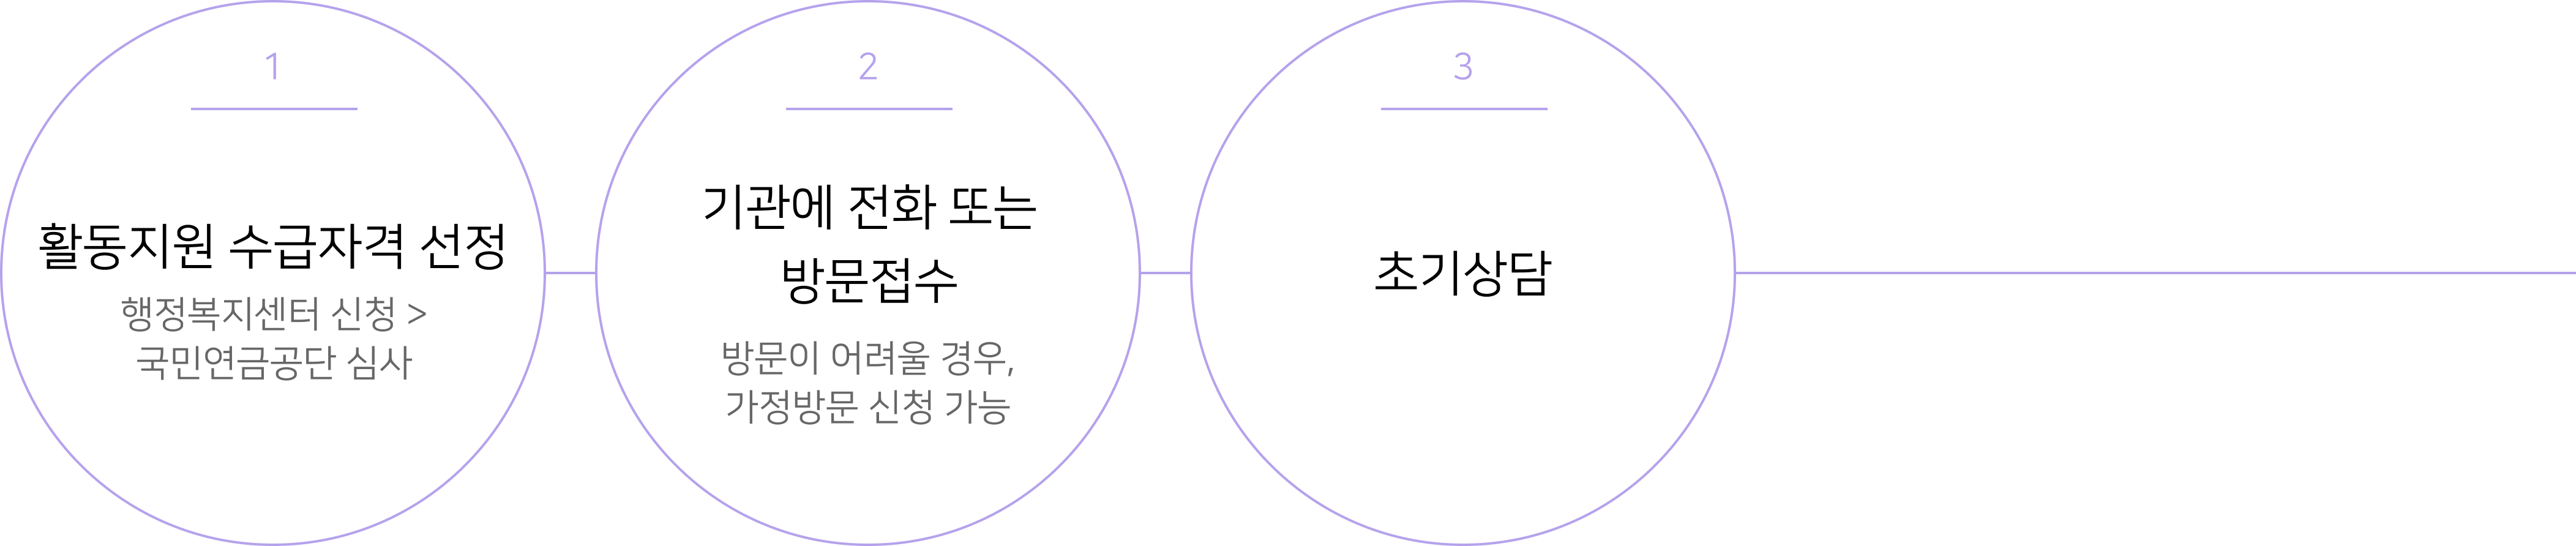 1
활동지원 수급자격 선정
행정복지센터 신청 >
국민연금공단 심사
2
기관에 전화 또는
방문접수
방문이 어려울 경우,
가정방문 신청 가능
3
초기상담